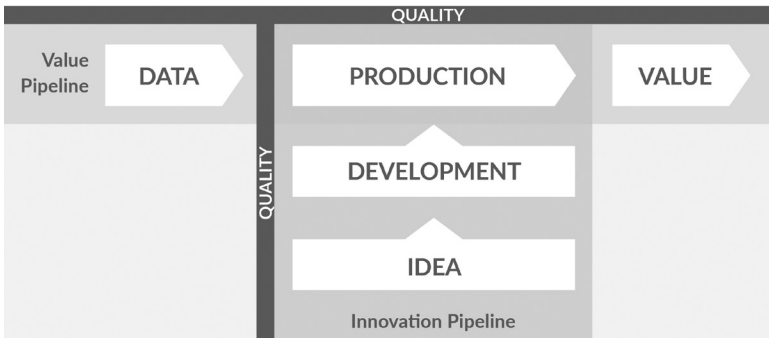 QUALITY
Value
Pipeline
DATA
PRODUCTION
VALUE
QUALITY
DEVELOPMENT
IDEA
Innovation Pipeline